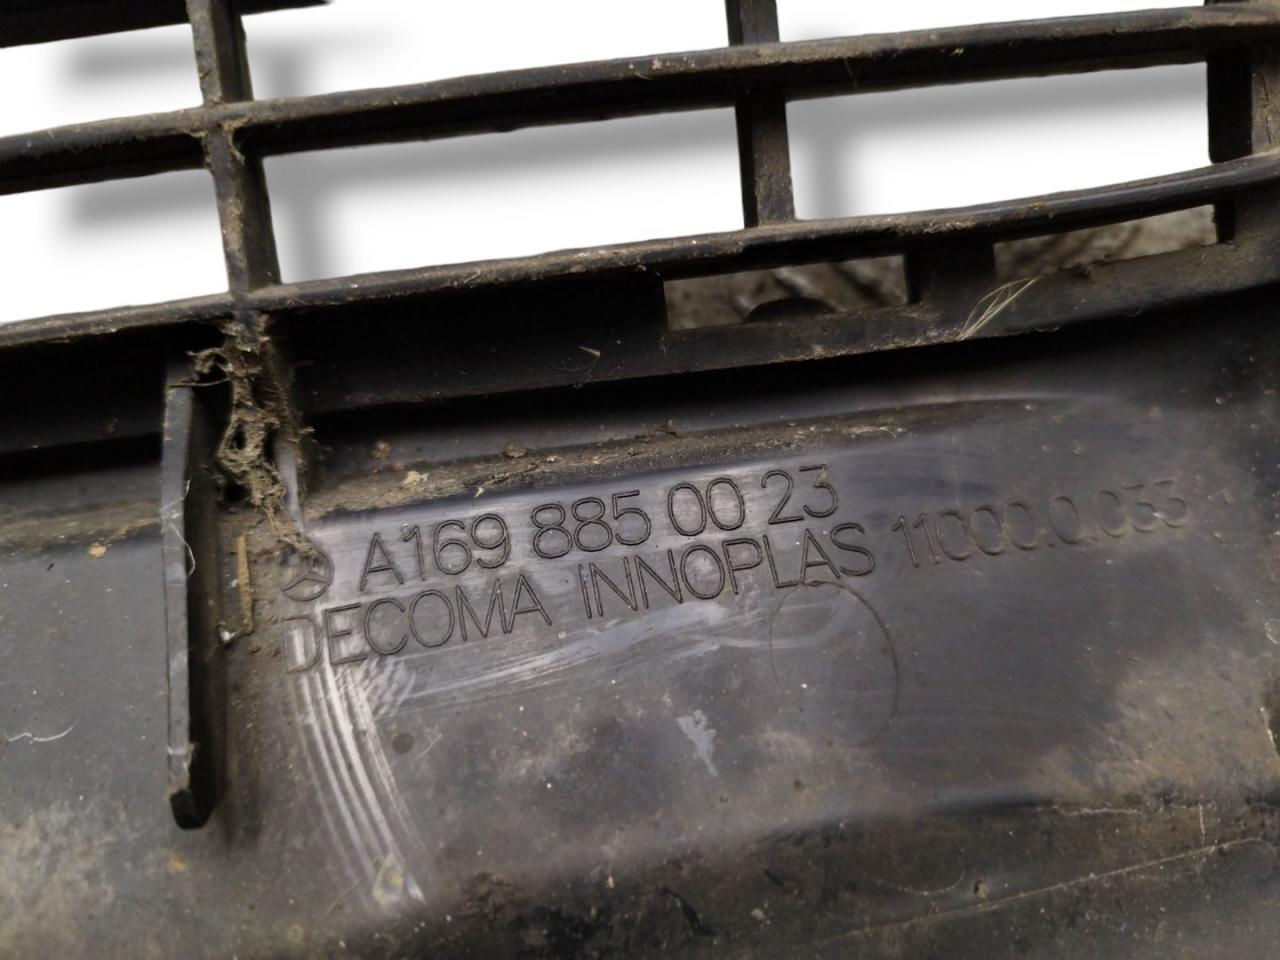 A169 885 00 23
DECOMA INNOPLAS 11000.0.033